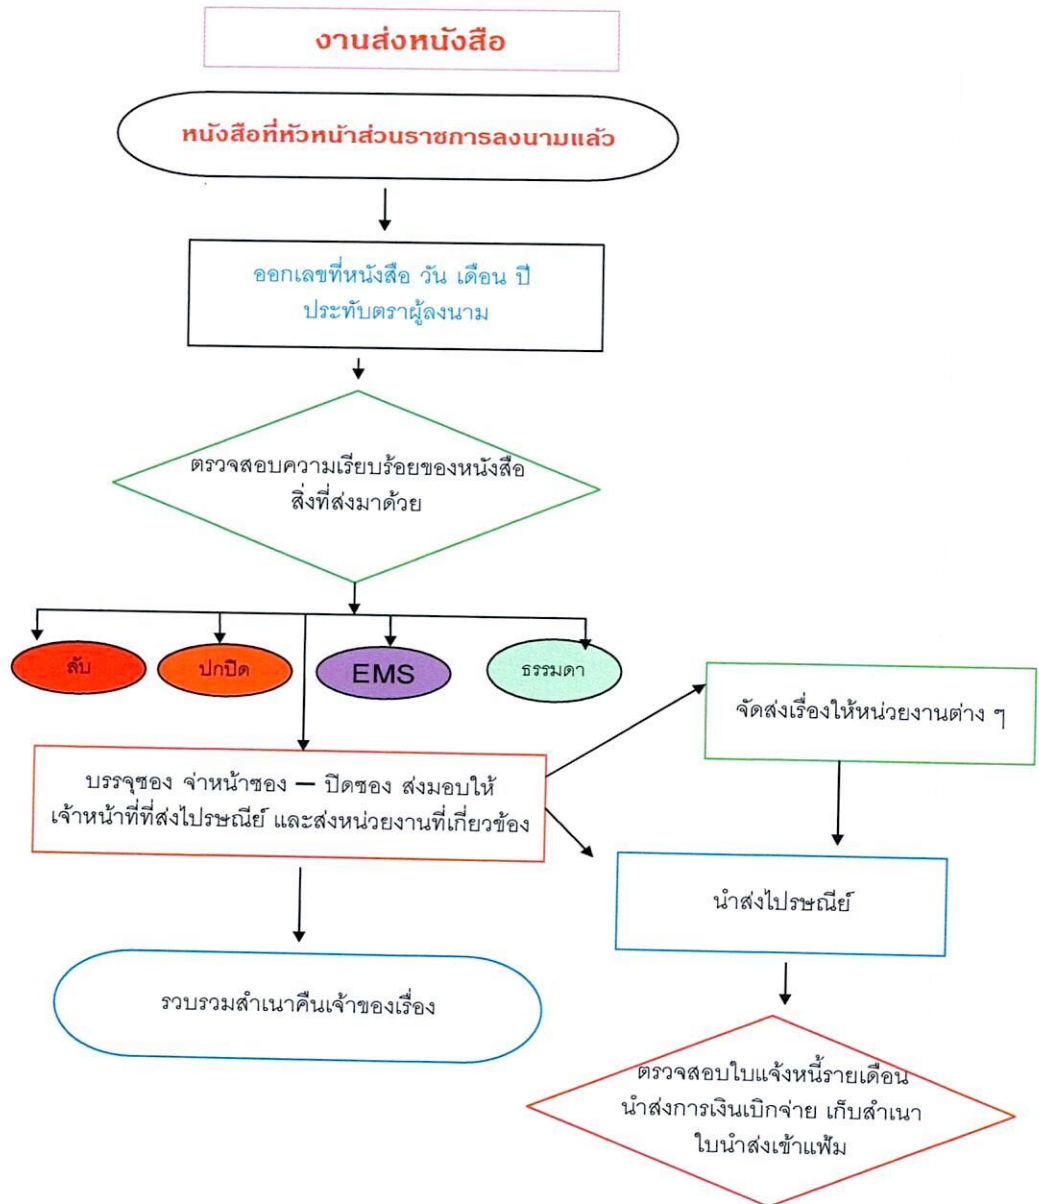 งานส่งหนังสือ
หนังสือที่หัวหน้าส่วนราชการลงนามแล้ว
ออกเลขที่หนังสือ วัน เดือน ปี
ประทับตราผู้ลงนาม
ตรวจสอบความเรียบร้อยของหนังสือ
สิ่งที่ส่งมาด้วย
ลับ
ปกปิด
EMS
ธรรมดา
จัดส่งเรื่องให้หน่วยงานต่าง ๆ
บรรจุซอง จ่าหน้าซอง – ปิดซอง ส่งมอบให้
เจ้าหน้าที่ที่ส่งไปรษณีย์ และส่งหน่วยงานที่เกี่ยวข้อง
นำส่งไปรษณีย์
รวบรวมสำเนาคืนเจ้าของเรื่อง
ตรวจสอบใบแจ้งหนี้รายเดือน
นำส่งการเงินเบิกจ่าย เก็บสำเนา
ใบนำส่งเข้าแฟ้ม